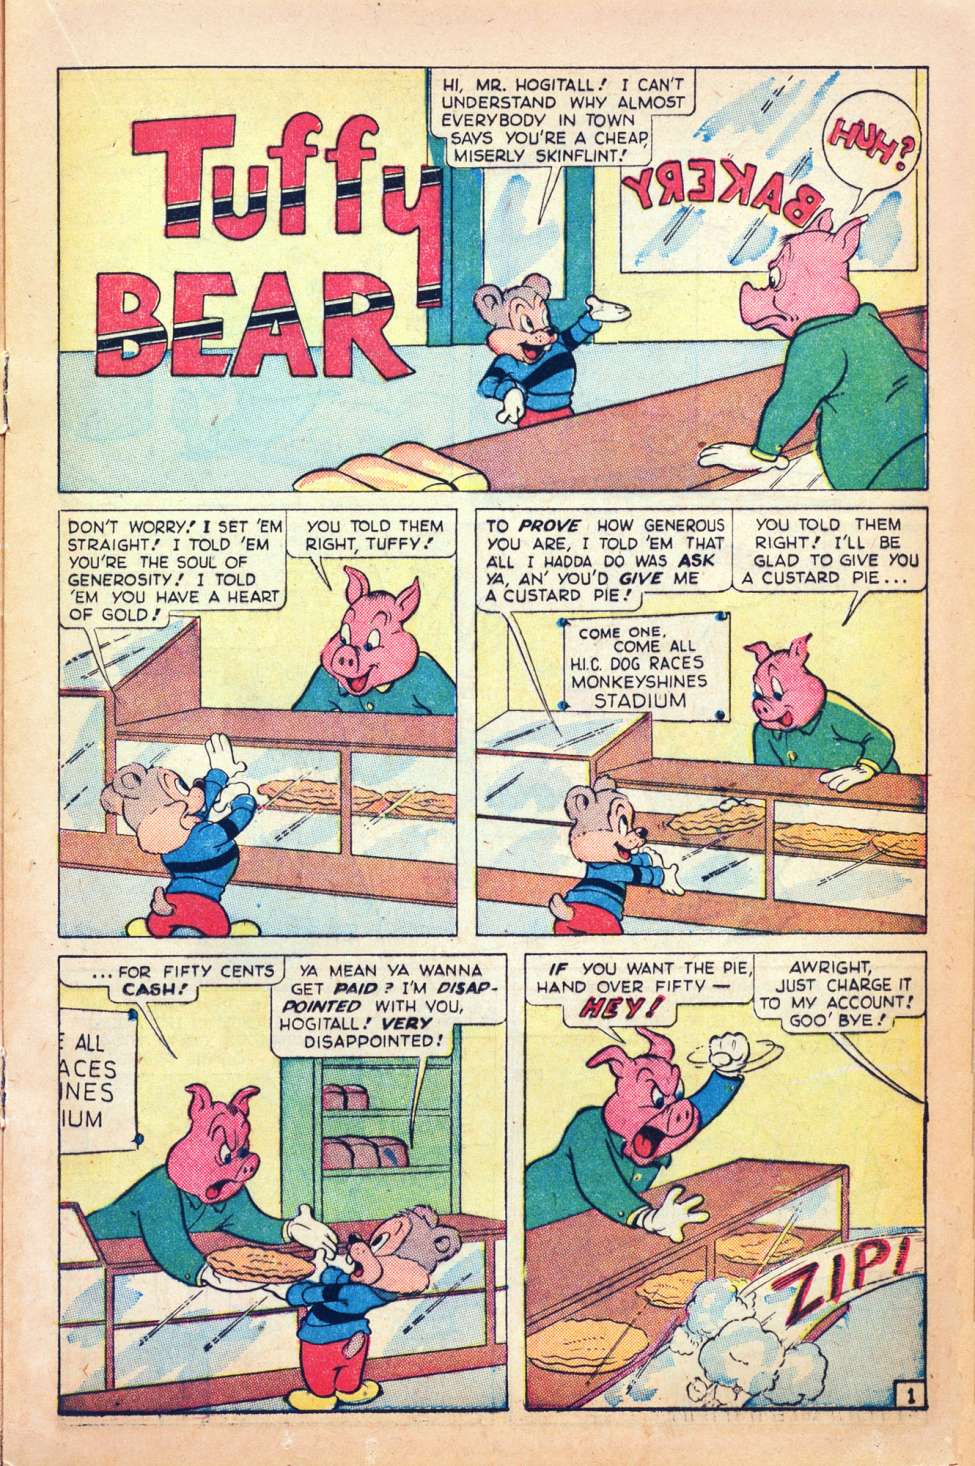 Tuffy
BEAR
HI, MR. HOGITALL! I CAN'T
UNDERSTAND WHY ALMOST
EVERYBODY IN TOWN
SAYS YOU'RE A CHEAP,
MISERLY SKINFLINT!
HUH?
BAKERY
DON'T WORRY! I SET 'EM
STRAIGHT! I TOLD 'EM
YOU'RE THE SOUL OF
GENEROSITY! I TOLD
'EM YOU HAVE A HEART
OF GOLD!
YOU TOLD THEM
RIGHT, TUFFY!
TO PROVE HOW GENEROUS
YOU ARE, I TOLD 'EM THAT
ALL I HADDA DO WAS ASK
YA, AN' YOU'D GIVE ME
A CUSTARD PIE!
YOU TOLD THEM
RIGHT! I'LL BE
GLAD TO GIVE YOU
A CUSTARD PIE...
COME ONE,
COME ALL
H.I.C. DOG RACES
MONKEYSHINES
STADIUM
...FOR FIFTY CENTS
CASH!
YA MEAN YA WANNA
GET PAID? I'M DISAP-
POINTED WITH YOU,
HOGITALL! VERY
DISAPPOINTED!
E ALL
ACES
INES
IUM
IF YOU WANT THE PIE,
HAND OVER FIFTY —
HEY!
AWRIGHT,
JUST CHARGE IT
TO MY ACCOUNT!
GOO' BYE!
ZIP!
1